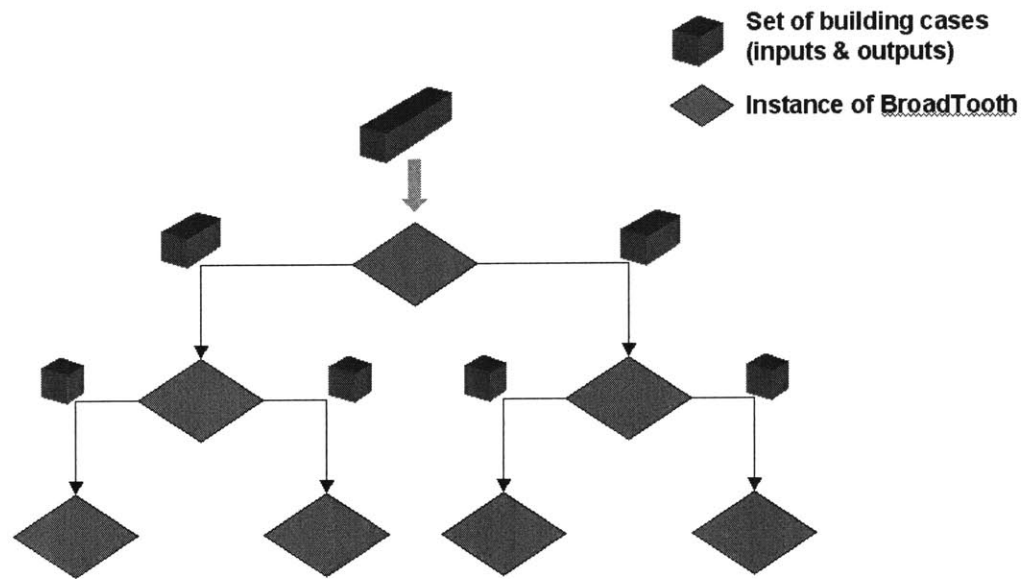 Set of building cases
(inputs & outputs)
Instance of BroadTooth